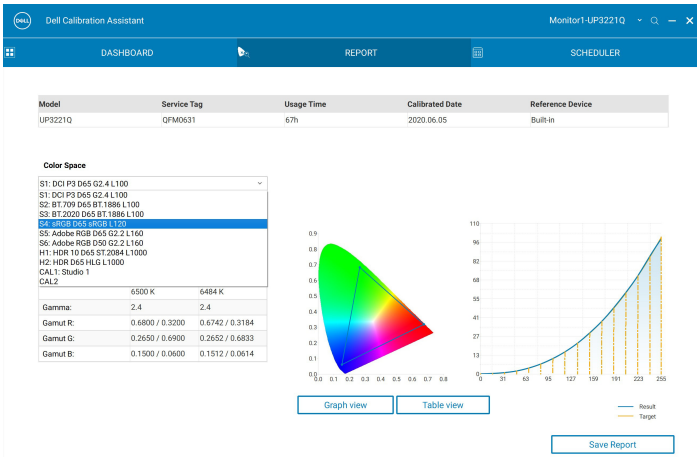 DELL Dell Calibration Assistant Monitor1-UP3221Q
DASHBOARD REPORT SCHEDULER
Model Service Tag Usage Time Calibrated Date Reference Device
UP3221Q QFM0631 67h 2020.06.05 Built-in
Color Space
S1: DCI P3 D65 G2.4 L100
S1: DCI P3 D65 G2.4 L100
S2: BT.709 D65 BT.1886 L100
S3: BT.2020 D65 BT.1886 L100
S4: sRGB D65 sRGB L120
S5: Adobe RGB D65 G2.2 L160
S6: Adobe RGB D50 G2.2 L160
H1: HDR 10 D65 ST.2084 L1000
H2: HDR D65 HLG L1000
CAL1: Studio 1
CAL2
6500 K 6484 K
Gamma: 2.4 2.4
Gamut R: 0.6800 / 0.3200 0.6742 / 0.3184
Gamut G: 0.2650 / 0.6900 0.2652 / 0.6833
Gamut B: 0.1500 / 0.0600 0.1512 / 0.0614
0.9
0.8
0.7
0.6
0.5
0.4
0.3
0.2
0.1
0.0
0.0 0.1 0.2 0.3 0.4 0.5 0.6 0.7 0.8
110
96
82
68
55
41
27
13
0
0 31 63 95 127 159 191 223 255
Graph view Table view
Result
Target
Save Report